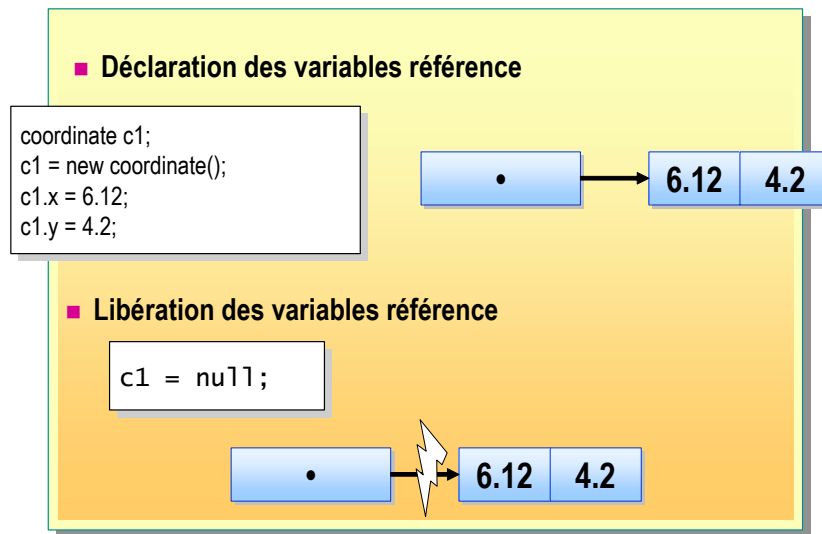 Déclaration des variables référence
coordinate c1;
c1 = new coordinate();
c1.x = 6.12;
c1.y = 4.2;
6.12 4.2
Libération des variables référence
c1 = null;
6.12 4.2